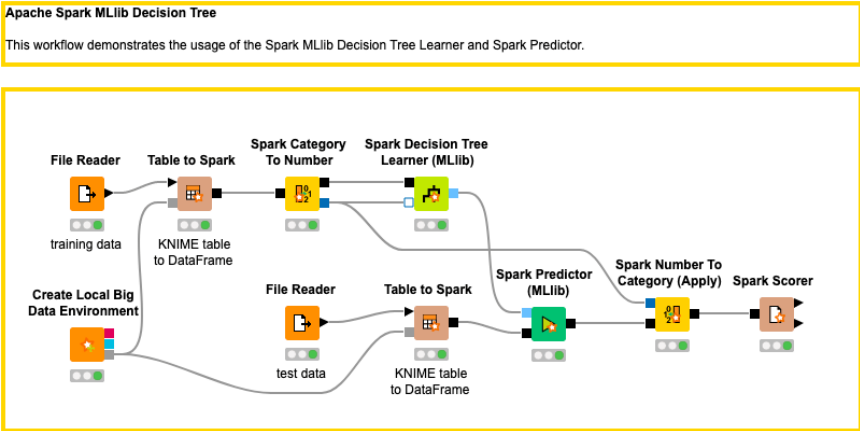 Apache Spark MLlib Decision Tree
This workflow demonstrates the usage of the Spark MLlib Decision Tree Learner and Spark Predictor.
File Reader
training data
Table to Spark
KNIME table
to DataFrame
Spark Category
To Number
Spark Decision Tree
Learner (MLlib)
Create Local Big
Data Environment
File Reader
test data
Table to Spark
KNIME table
to DataFrame
Spark Predictor
(MLlib)
Spark Number To
Category (Apply)
Spark Scorer